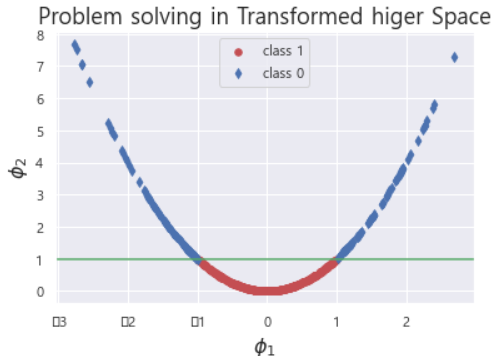 Problem solving in Transformed higer Space
class 1
class 0
ϕ2
8
7
6
5
4
3
2
1
0
▯3 ▯2 ▯1 0 1 2
ϕ1